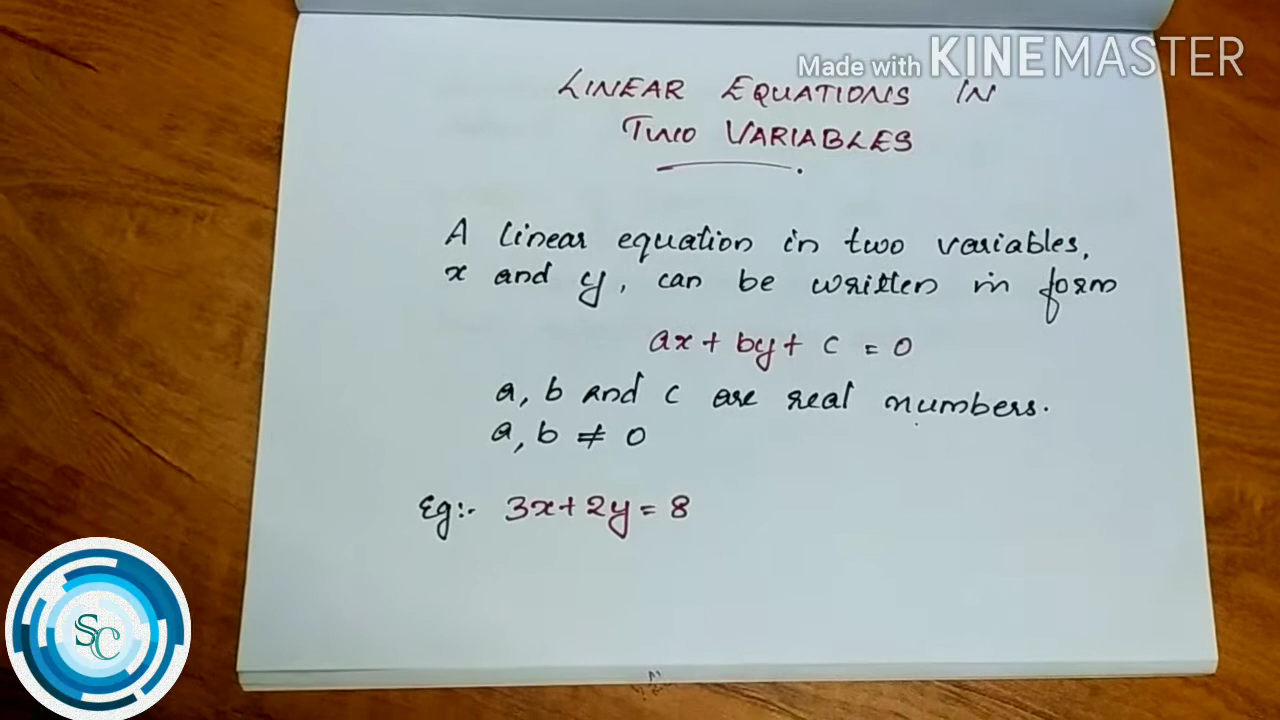 Made with KINEMASTER
LINEAR EQUATIONS IN
TWO VARIABLES
A linear equation in two variables,
x and y, can be written in form
ax + by + c = 0
a, b and c are real numbers.
a, b ≠ 0
Eg:- 3x + 2y = 8
SC